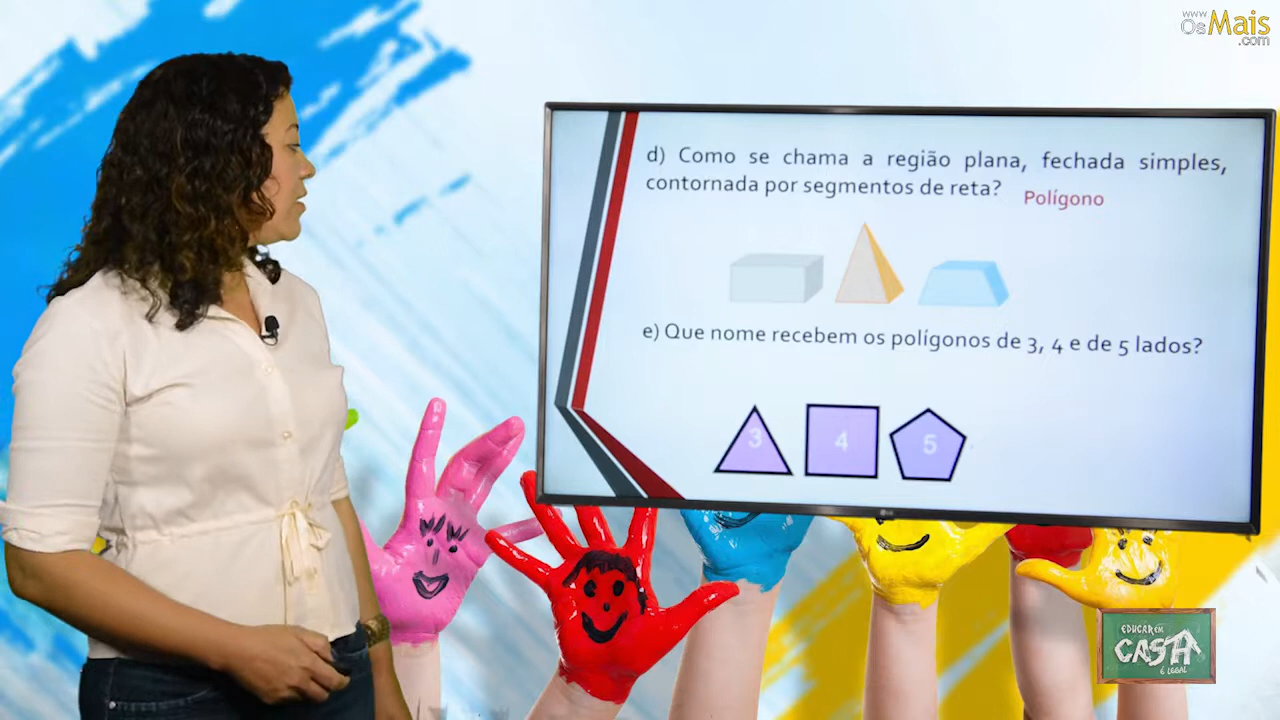 www
OsMais
.com
d) Como se chama a região plana, fechada simples,
contornada por segmentos de reta? Polígono
e) Que nome recebem os polígonos de 3, 4 e de 5 lados?
3 4 5
LG
EDUCAR EM
CASA
É LEGAL